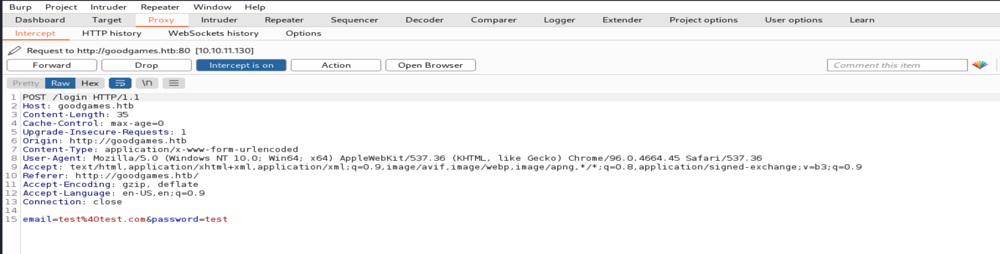 Burp Project Intruder Repeater Window Help
Dashboard Target Proxy Intruder Repeater Sequencer Decoder Comparer Logger Extender Project options User options Learn
Intercept HTTP history WebSockets history Options
Request to http://goodgames.htb:80 [10.10.11.130]
Forward Drop Intercept is on Action Open Browser Comment this item
Pretty Raw Hex \n
1 POST /login HTTP/1.1
2 Host: goodgames.htb
3 Content-Length: 35
4 Cache-Control: max-age=0
5 Upgrade-Insecure-Requests: 1
6 Origin: http://goodgames.htb
7 Content-Type: application/x-www-form-urlencoded
8 User-Agent: Mozilla/5.0 (Windows NT 10.0; Win64; x64) AppleWebKit/537.36 (KHTML, like Gecko) Chrome/96.0.4664.45 Safari/537.36
9 Accept: text/html,application/xhtml+xml,application/xml;q=0.9,image/avif,image/webp,image/apng,*/*;q=0.8,application/signed-exchange;v=b3;q=0.9
10 Referer: http://goodgames.htb/
11 Accept-Encoding: gzip, deflate
12 Accept-Language: en-US,en;q=0.9
13 Connection: close
14
15 email=test%40test.com&password=test